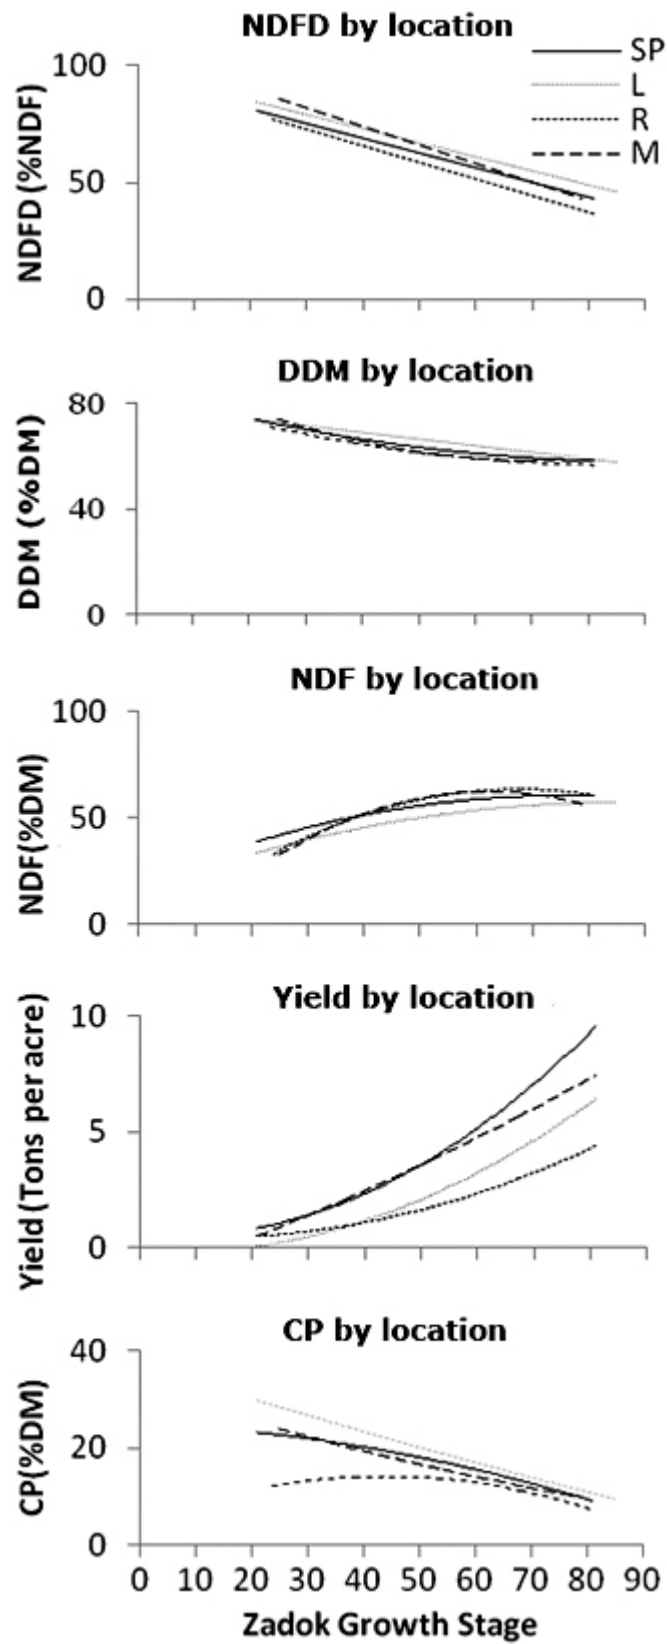 NDFD by location
SP
L
R
M
NDFD (%NDF)
100
50
0
DDM by location
DDM (%DM)
80
40
0
NDF by location
NDF(%DM)
100
50
0
Yield by location
Yield (Tons per acre)
10
5
0
CP by location
CP(%DM)
40
20
0
0 10 20 30 40 50 60 70 80 90
Zadok Growth Stage